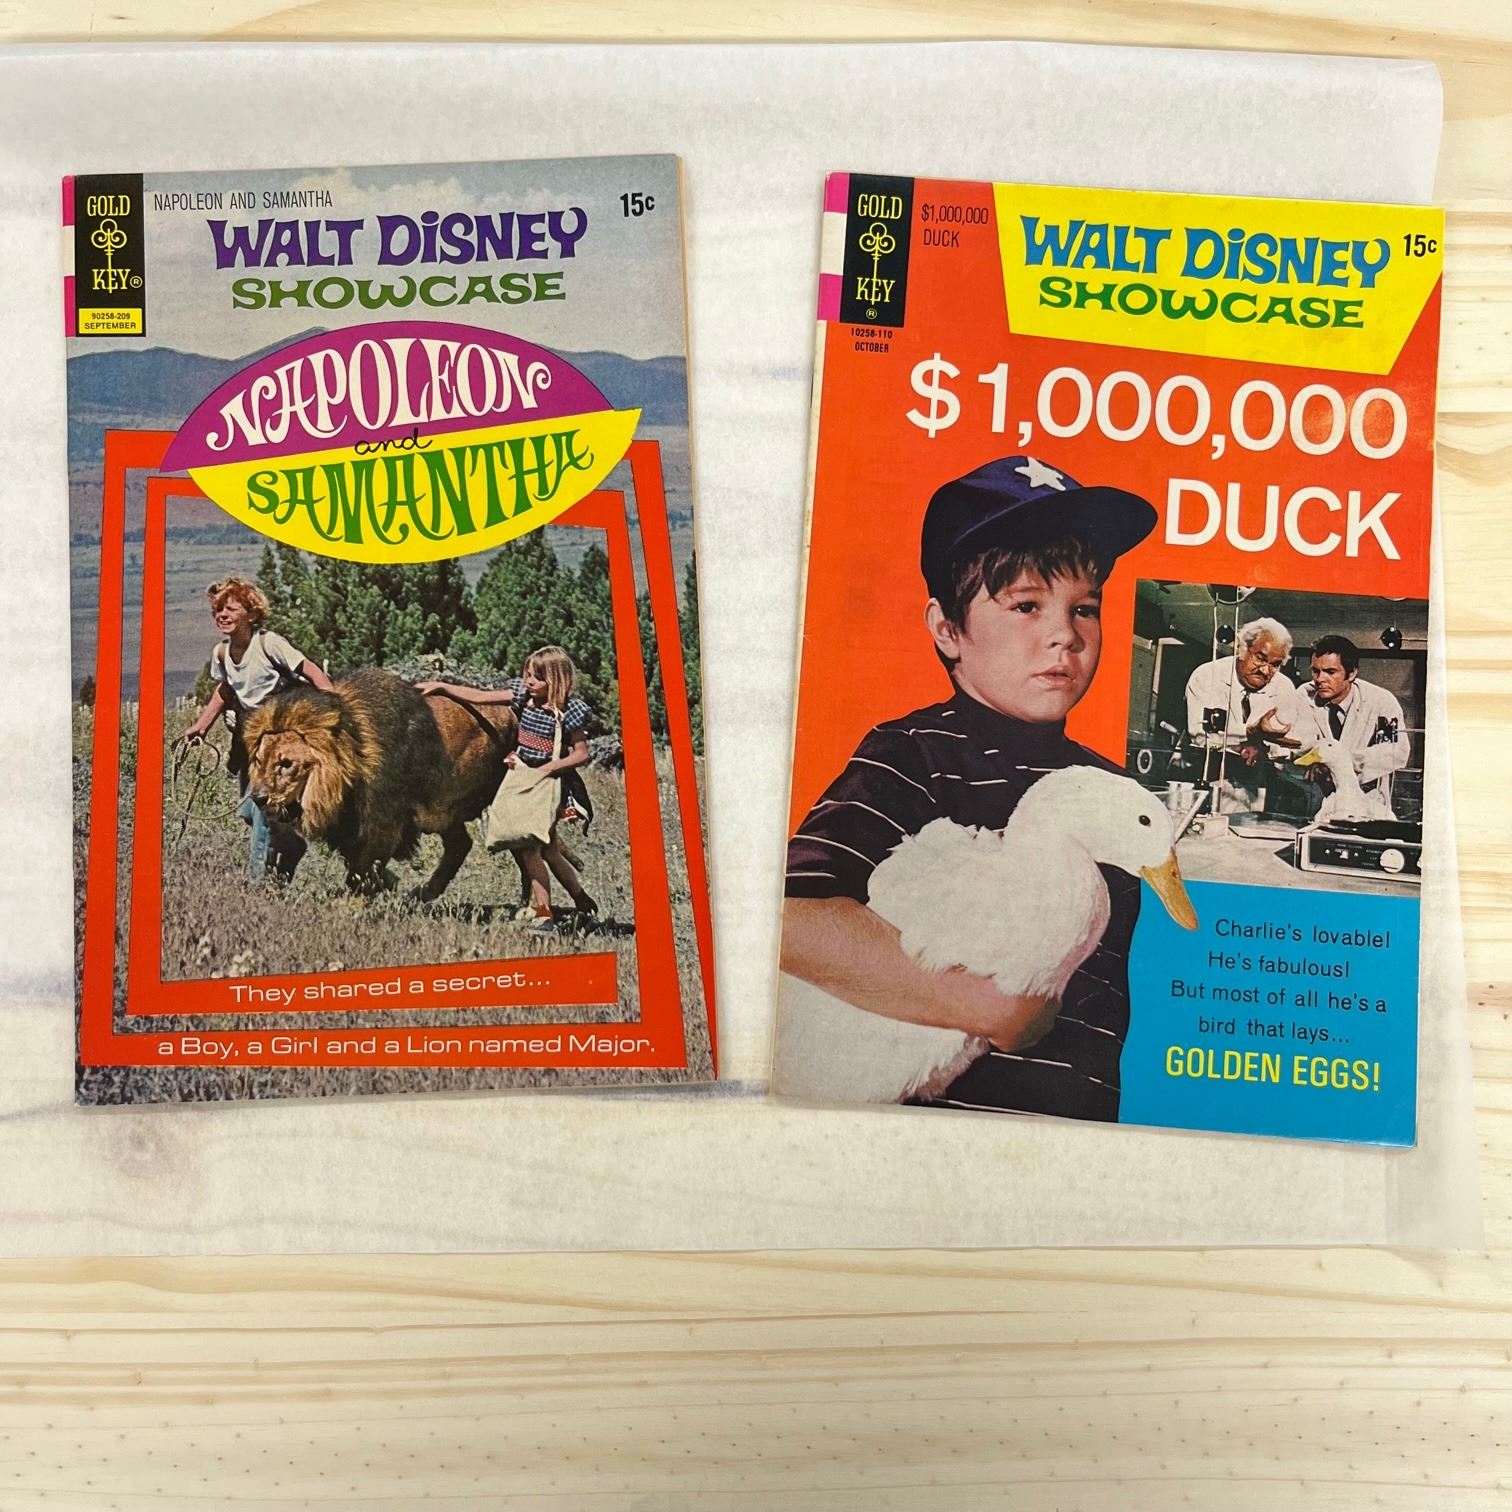 GOLD
KEY®
90258-209
SEPTEMBER
NAPOLEON AND SAMANTHA
15c
WALT DiSNEY
SHOWCASE
NAPOLEON
and
SAMANTHA
They shared a secret...
a Boy, a Girl and a Lion named Major.
GOLD
KEY
®
10258-110
OCTOBER
$1,000,000
DUCK
WALT DiSNEY
15c
SHOWCASE
$1,000,000
DUCK
Charlie's lovable!
He's fabulous!
But most of all he's a
bird that lays...
GOLDEN EGGS!